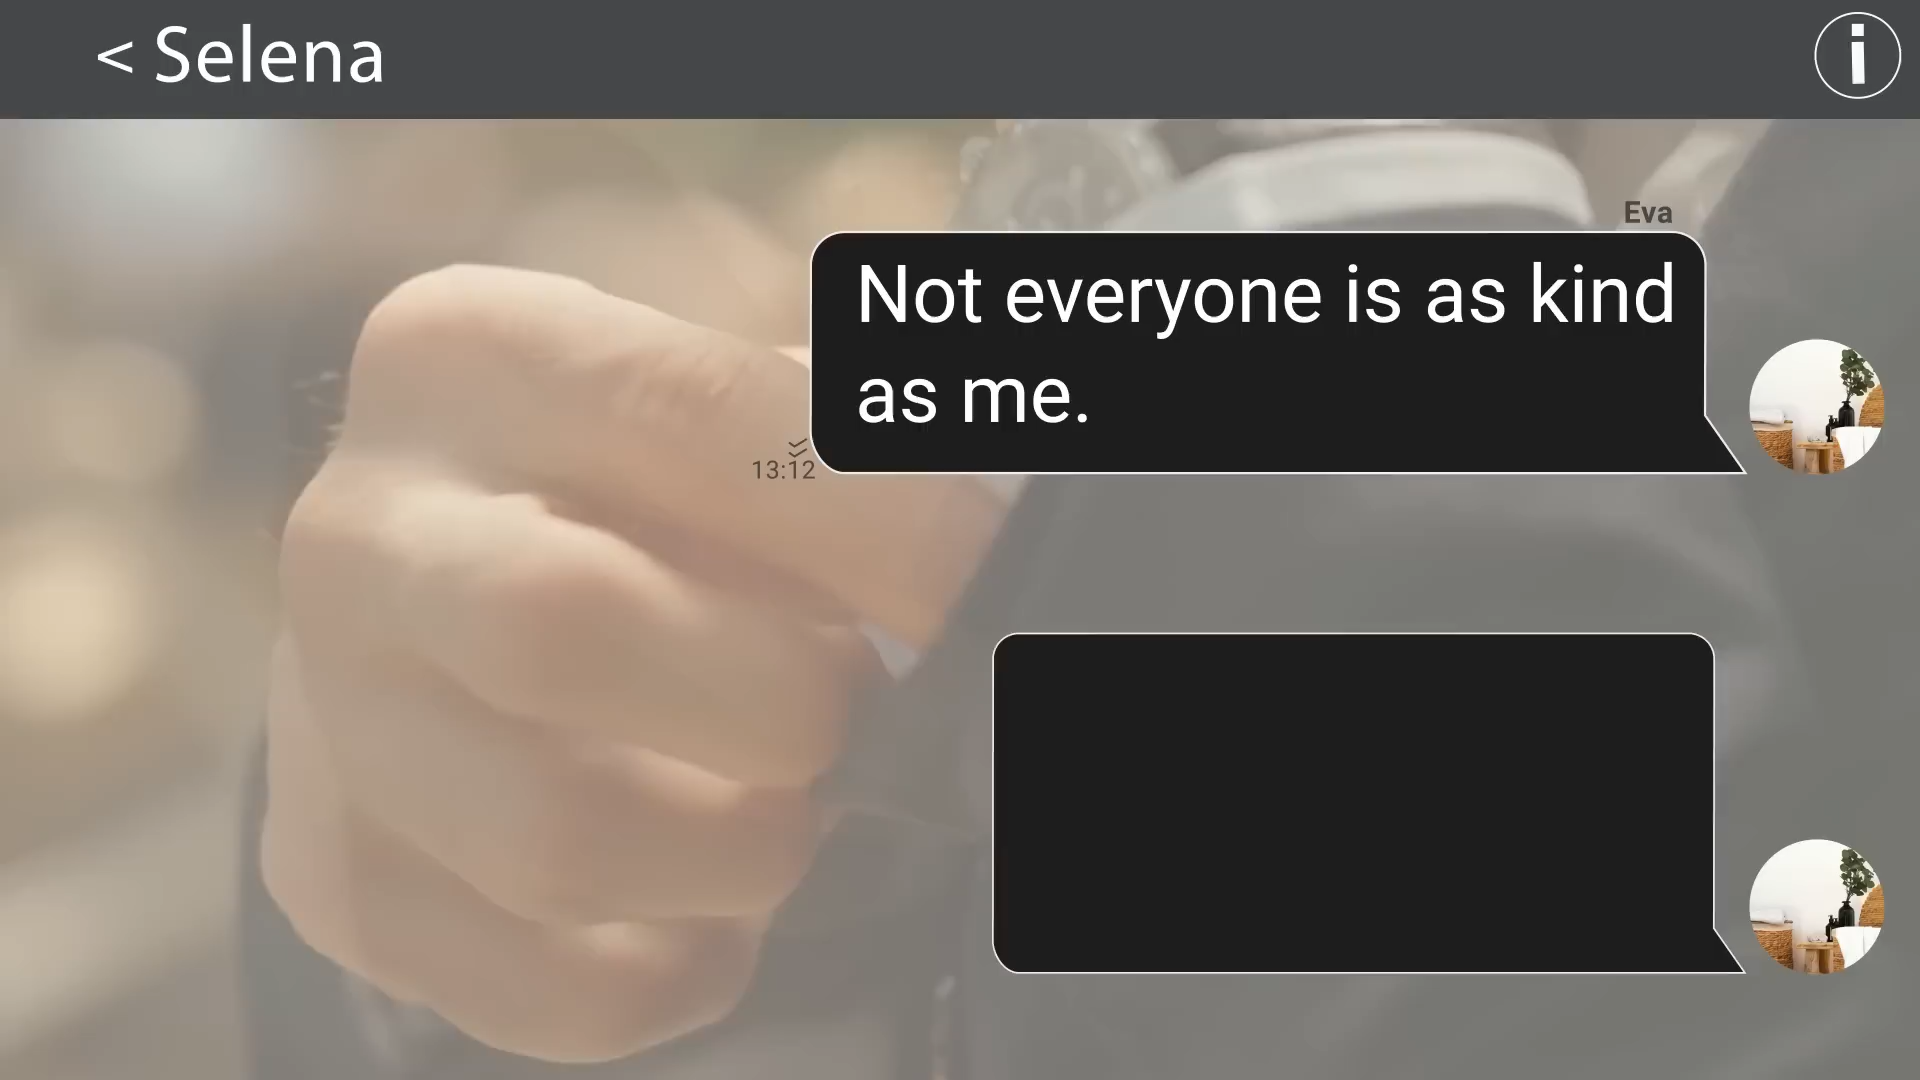 < Selena
i
Eva
Not everyone is as kind
as me.
13:12